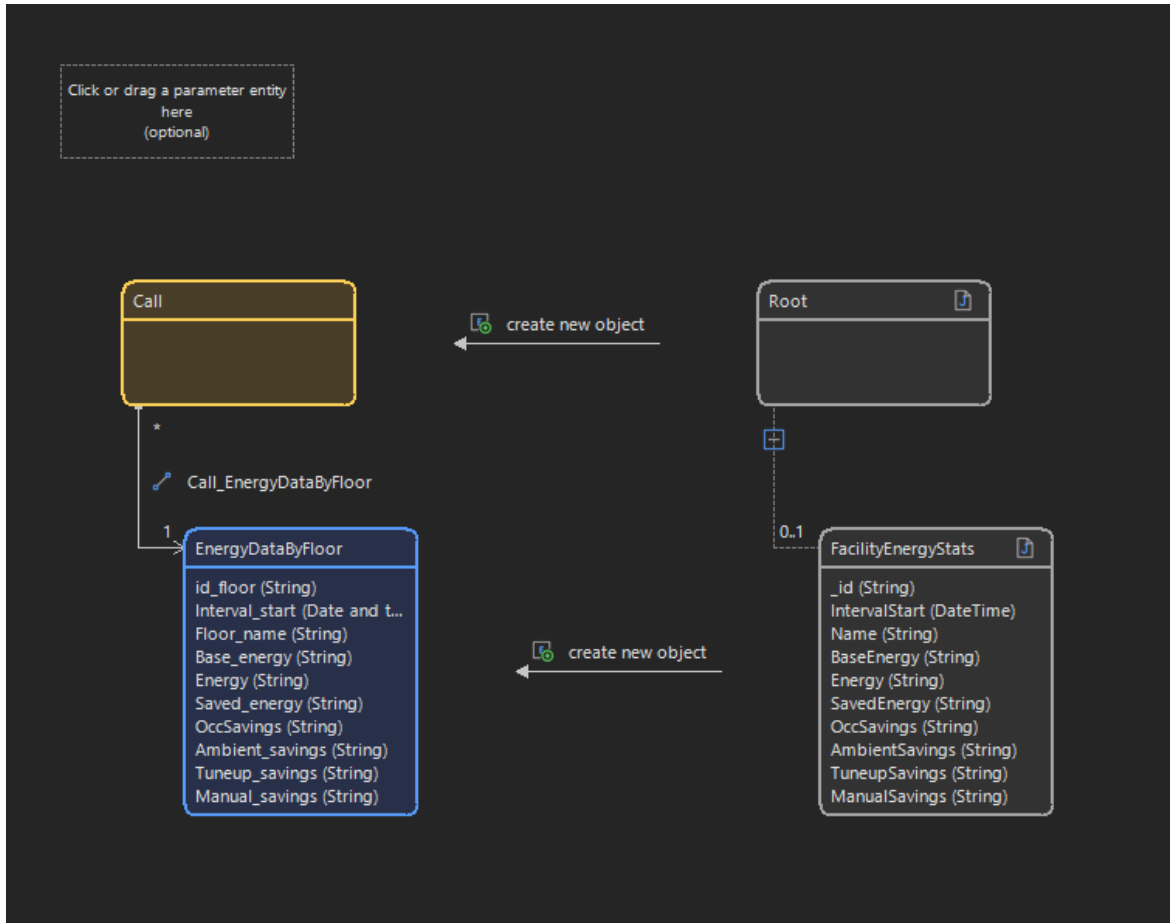 Click or drag a parameter entity
here
(optional)
Call
create new object
Root
*
Call_EnergyDataByFloor
1
0..1
EnergyDataByFloor
id_floor (String)
Interval_start (Date and t...
Floor_name (String)
Base_energy (String)
Energy (String)
Saved_energy (String)
OccSavings (String)
Ambient_savings (String)
Tuneup_savings (String)
Manual_savings (String)
create new object
FacilityEnergyStats
_id (String)
IntervalStart (DateTime)
Name (String)
BaseEnergy (String)
Energy (String)
SavedEnergy (String)
OccSavings (String)
AmbientSavings (String)
TuneupSavings (String)
ManualSavings (String)